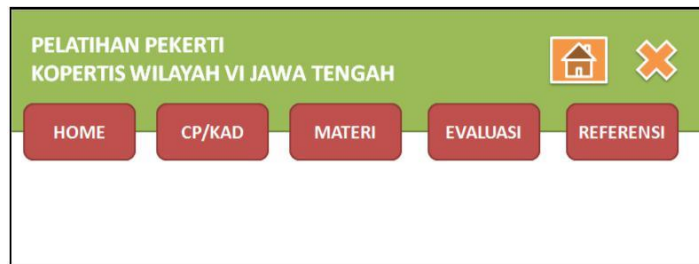 PELATIHAN PEKERTI
KOPERTIS WILAYAH VI JAWA TENGAH
HOME CP/KAD MATERI EVALUASI REFERENSI